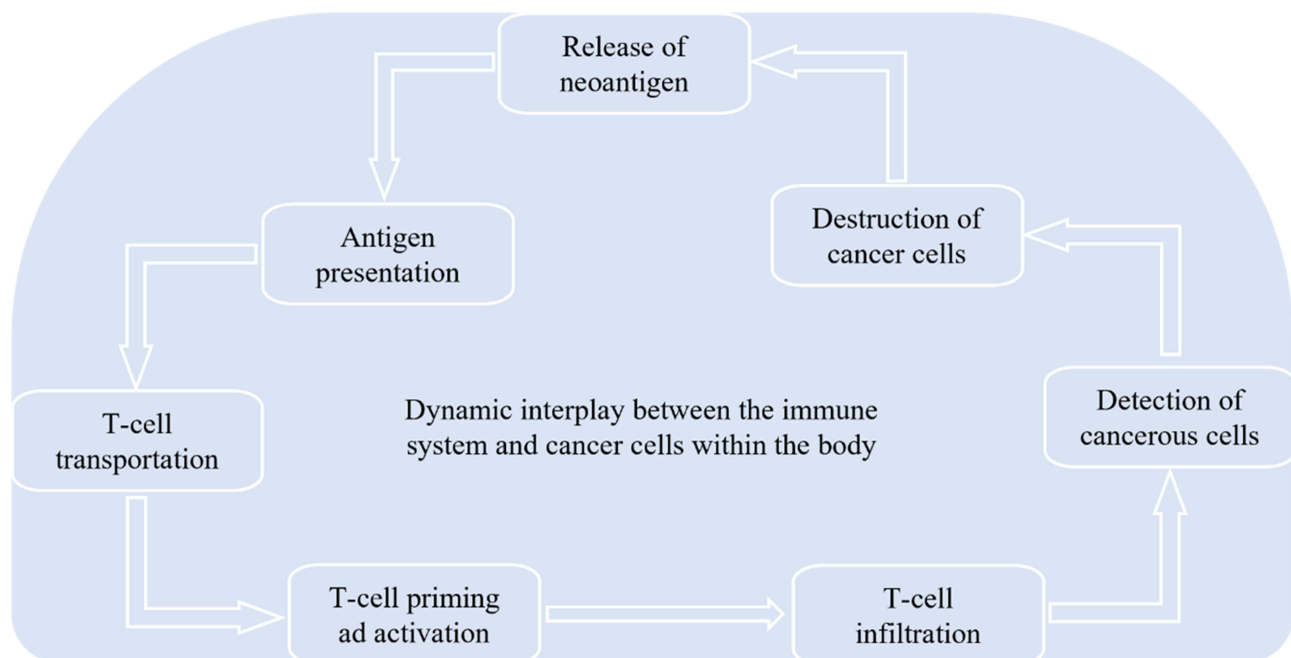 Release of
neoantigen
Antigen
presentation
Destruction of
cancer cells
T-cell
transportation
Dynamic interplay between the immune
system and cancer cells within the body
Detection of
cancerous cells
T-cell priming
ad activation
T-cell
infiltration